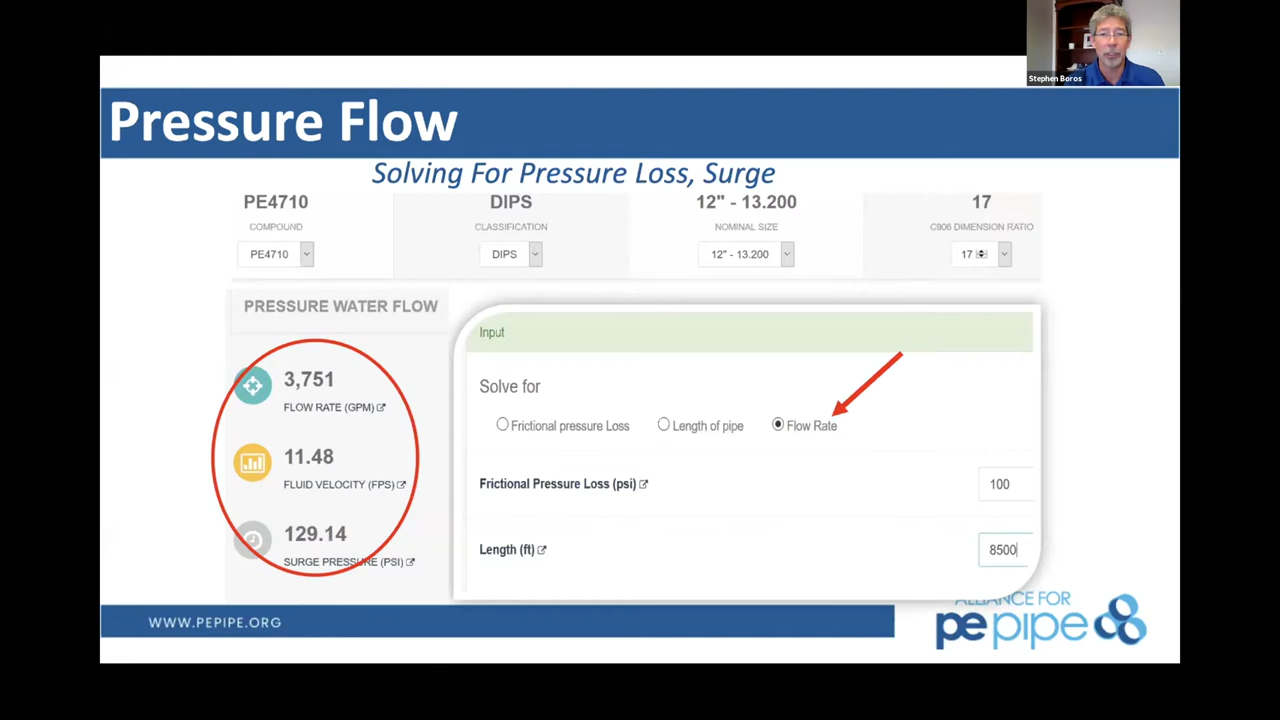 Stephen Boros
Pressure Flow
Solving For Pressure Loss, Surge
PE4710
DIPS
12" - 13.200
17
COMPOUND
CLASSIFICATION
NOMINAL SIZE
C906 DIMENSION RATIO
PE4710
DIPS
12" - 13.200
17
PRESSURE WATER FLOW
3,751
FLOW RATE (GPM)
11.48
FLUID VELOCITY (FPS)
129.14
SURGE PRESSURE (PSI)
Input
Solve for
Frictional pressure Loss
Length of pipe
Flow Rate
Frictional Pressure Loss (psi)
100
Length (ft)
8500
WWW.PEPIPE.ORG
ALLIANCE FOR
pepipe